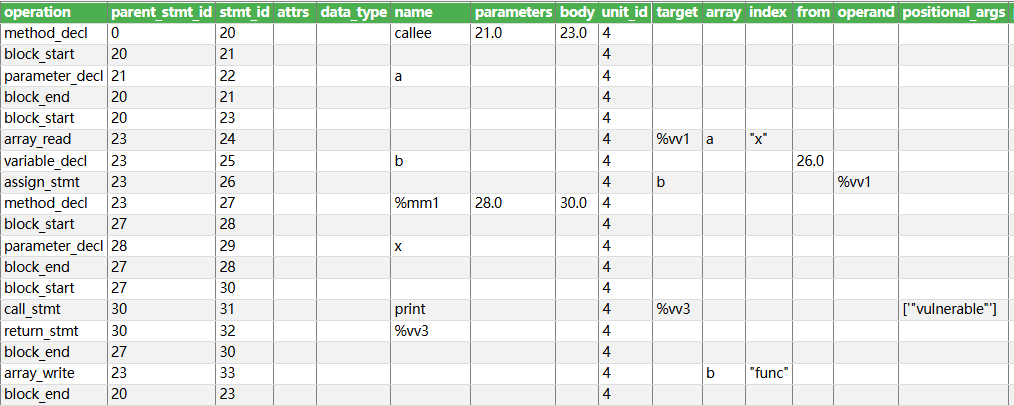 operation parent_stmt_id stmt_id attrs data_type name parameters body unit_id target array index from operand positional_args
method_decl 0 20 callee 21.0 23.0 4
block_start 20 21 4
parameter_decl 21 22 a 4
block_end 20 21 4
block_start 20 23 4
array_read 23 24 4 %vv1 a "x"
variable_decl 23 25 b 4 26.0
assign_stmt 23 26 4 b %vv1
method_decl 23 27 %mm1 28.0 30.0 4
block_start 27 28 4
parameter_decl 28 29 x 4
block_end 27 28 4
block_start 27 30 4
call_stmt 30 31 print 4 %vv3 ['"vulnerable"']
return_stmt 30 32 %vv3 4
block_end 27 30 4
array_write 23 33 4 b "func"
block_end 20 23 4